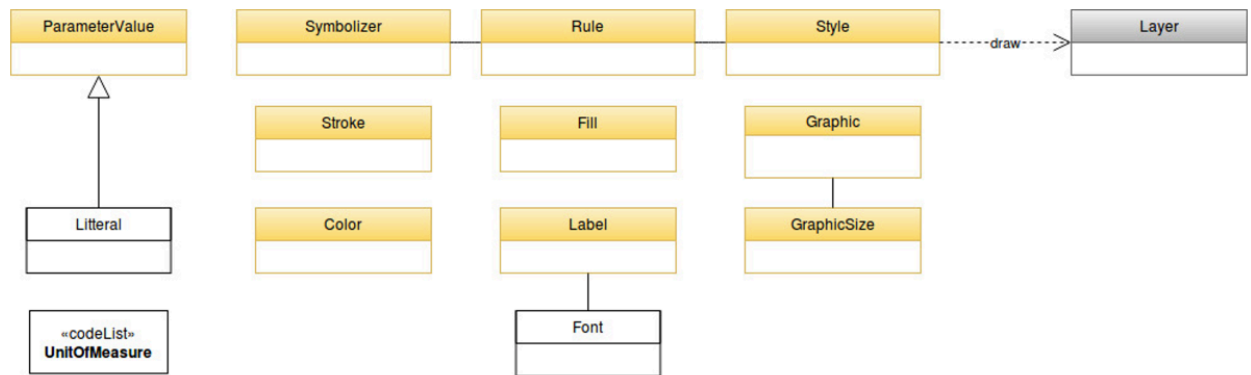 ParameterValue
Symbolizer
Rule
Style
draw
Layer
Stroke
Fill
Graphic
Litteral
Color
Label
GraphicSize
«codeList»
UnitOfMeasure
Font